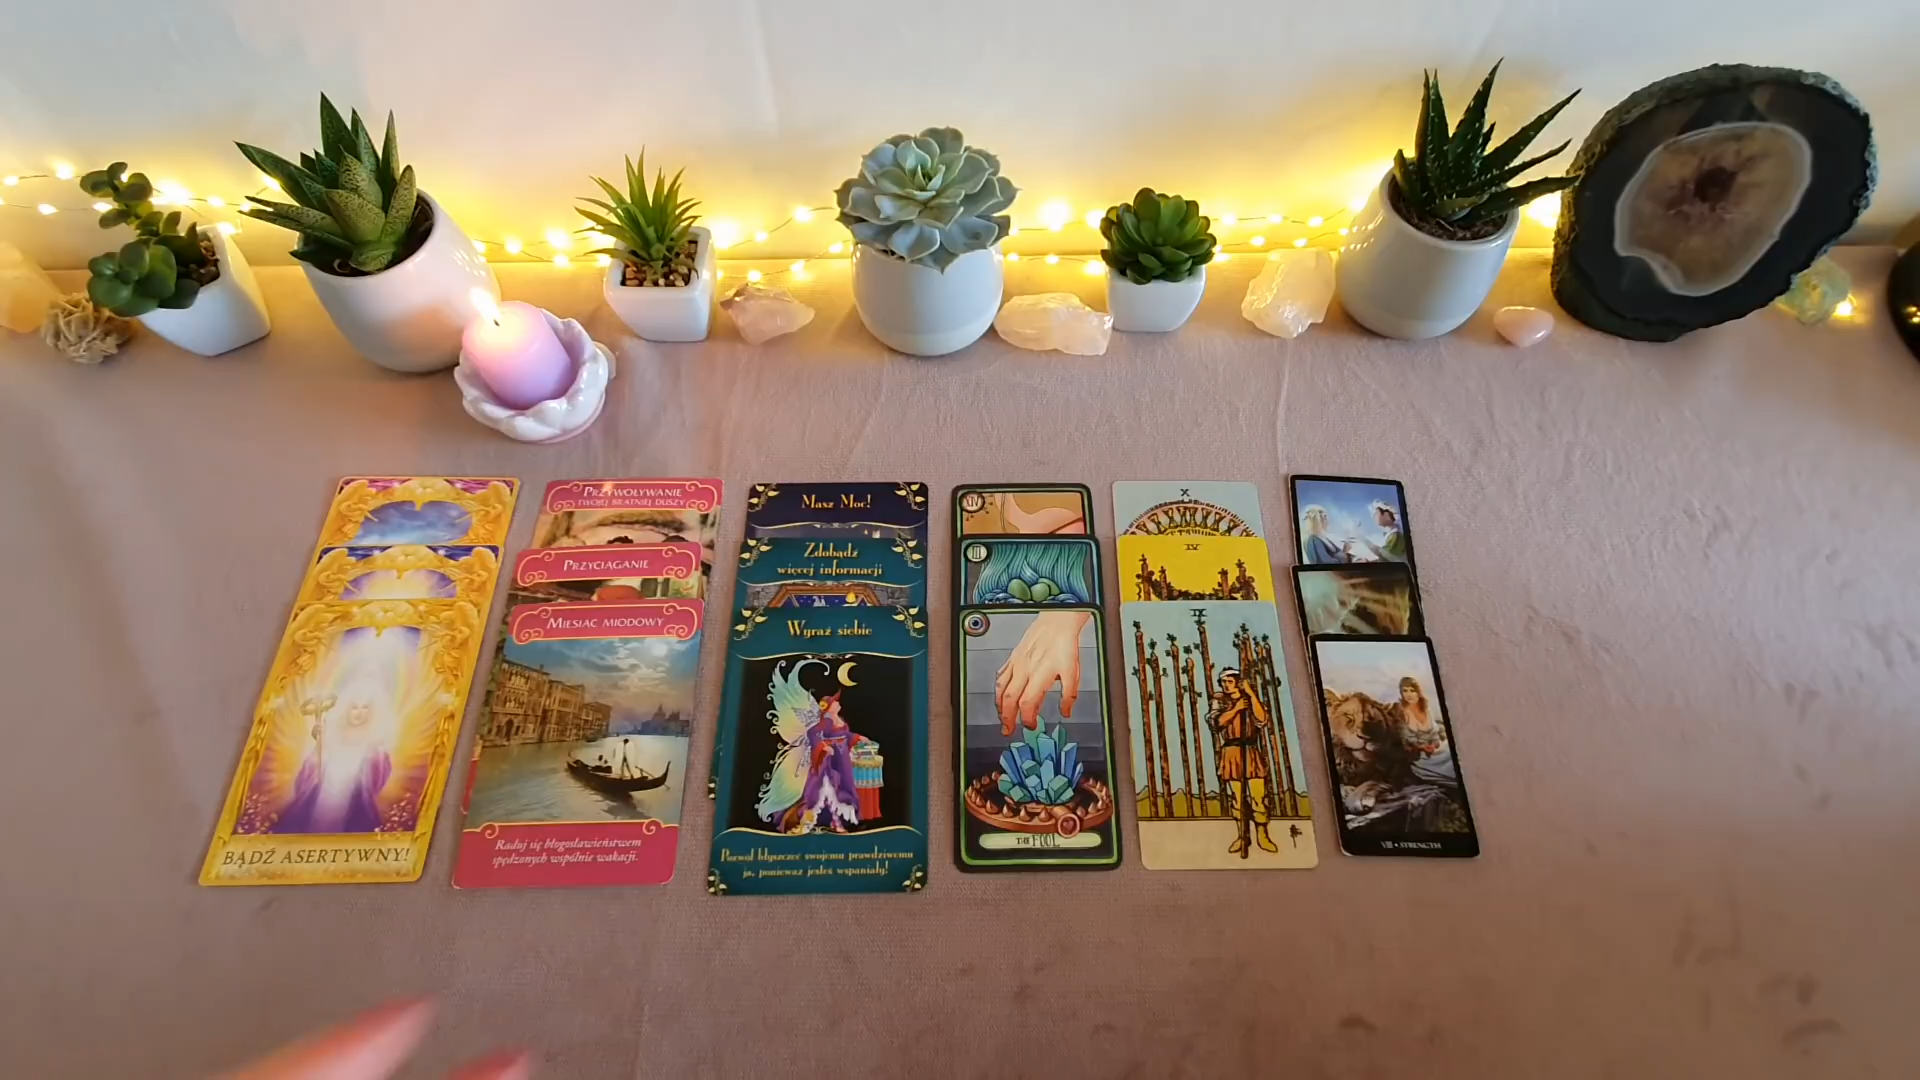 BĄDŹ ASERTYWNY!
PRZYWOŁYWANIE
TWOJEJ BRATNIEJ DUSZY
PRZYCIĄGANIE
MIESIĄC MIODOWY
Raduj się błogosławieństwem
spędzonych wspólnie wakacji.
Masz Moc!
Zdobądź
więcej informacji
Wyraź siebie
Pozwól błyszczeć swojemu prawdziwemu
ja, ponieważ jesteś wspaniały!
XIV
III
THE FOOL
X
IV
IX
VIII • STRENGTH